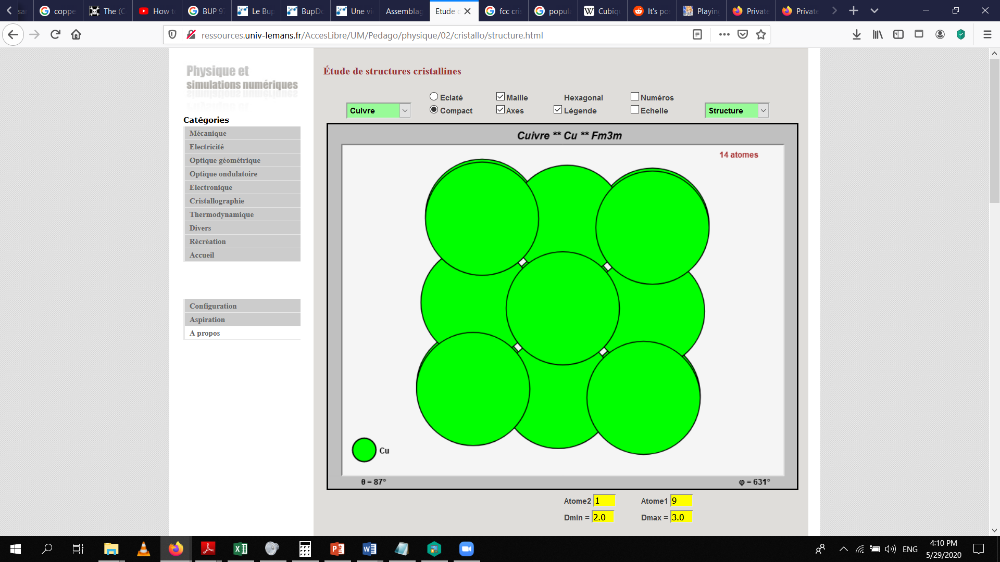 coppe
The (C
How t
BUP 9
Le Bup
BupDo
Une vi
Assemblag
Etude d
fcc cris
popula
Cubiq
It's po
Playing
Private
Private
ressources.univ-lemans.fr/AccesLibre/UM/Pedago/physique/02/cristallo/structure.html
Physique et
simulations numériques
Catégories
Mécanique
Electricité
Optique géométrique
Optique ondulatoire
Electronique
Cristallographie
Thermodynamique
Divers
Récréation
Accueil
Configuration
Aspiration
A propos
Étude de structures cristallines
Eclaté Maille Hexagonal Numéros
Cuivre Compact Axes Légende Echelle Structure
Cuivre ** Cu ** Fm3m
14 atomes
Cu
θ = 87° φ = 631°
Atome2 1 Atome1 9
Dmin = 2.0 Dmax = 3.0
ENG
4:10 PM
5/29/2020